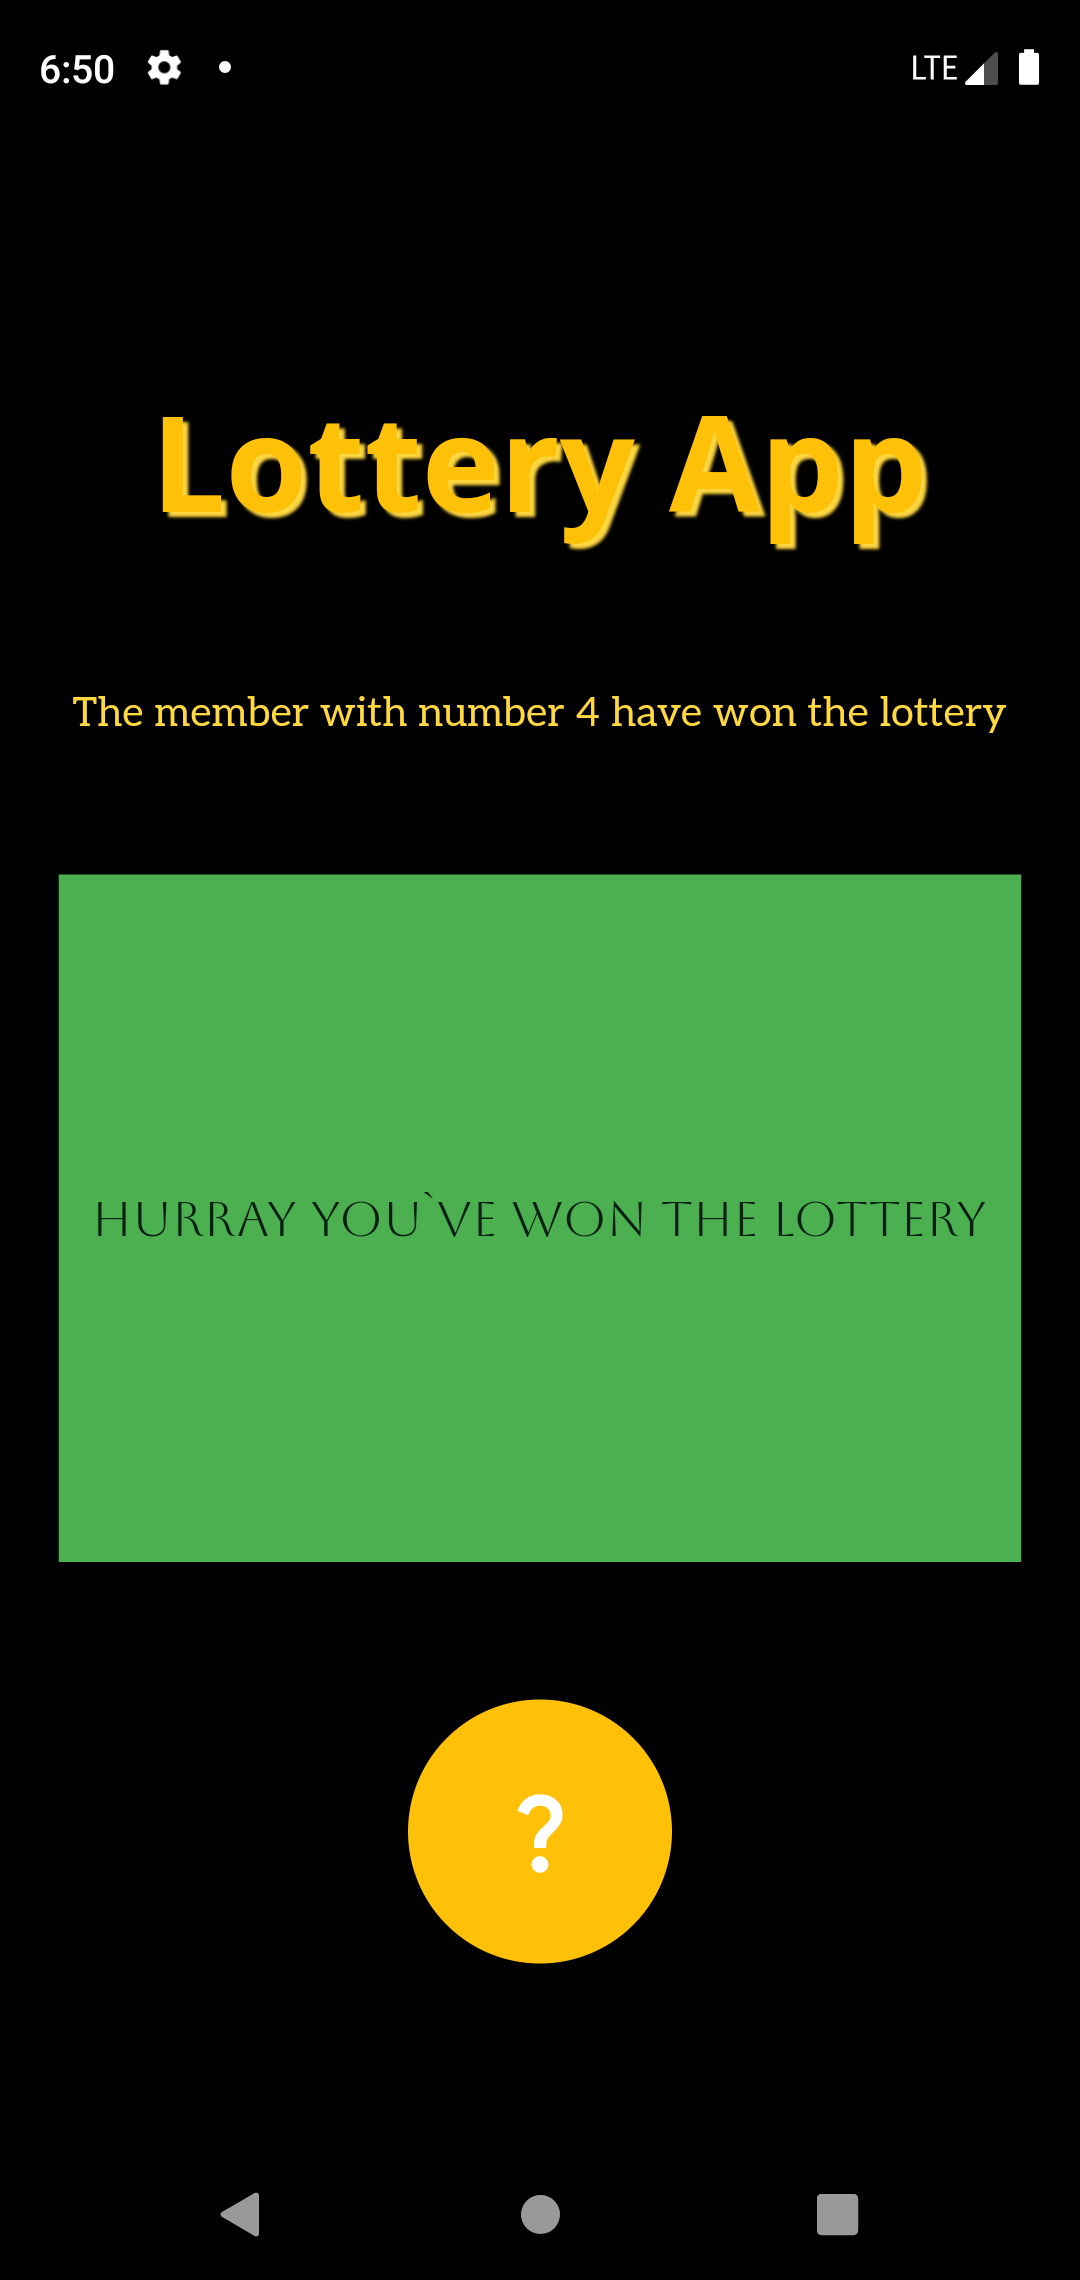 6:50
LTE
Lottery App
The member with number 4 have won the lottery
HURRAY YOU`VE WON THE LOTTERY
?